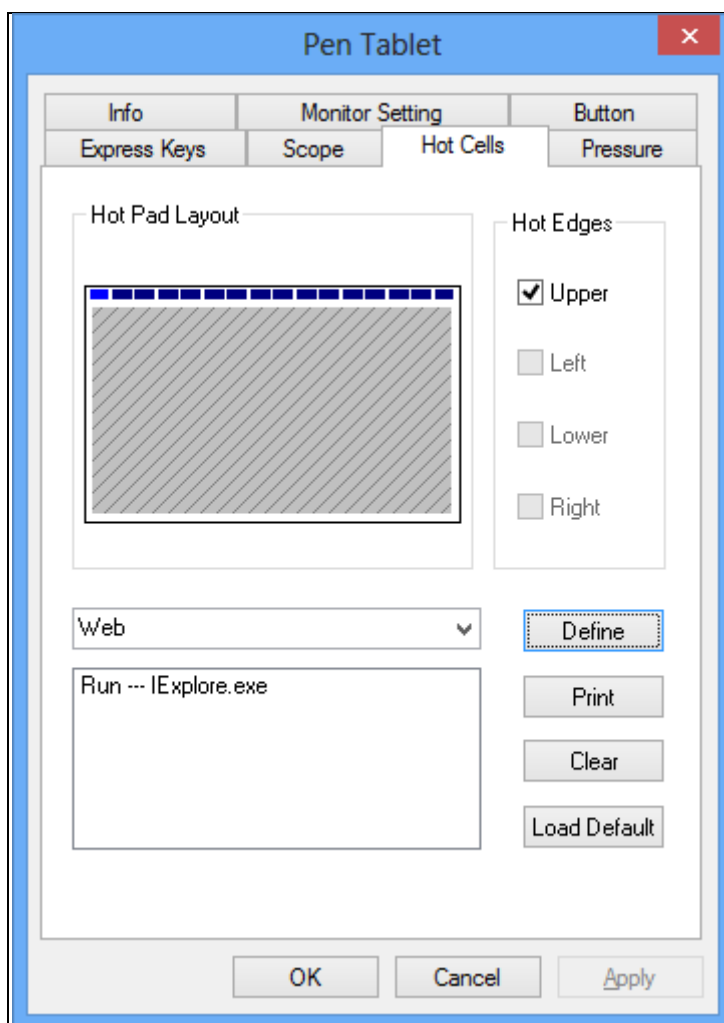 Pen Tablet
Info
Monitor Setting
Button
Express Keys
Scope
Hot Cells
Pressure
Hot Pad Layout
Hot Edges
Upper
Left
Lower
Right
Web
Define
Run --- IExplore.exe
Print
Clear
Load Default
OK
Cancel
Apply